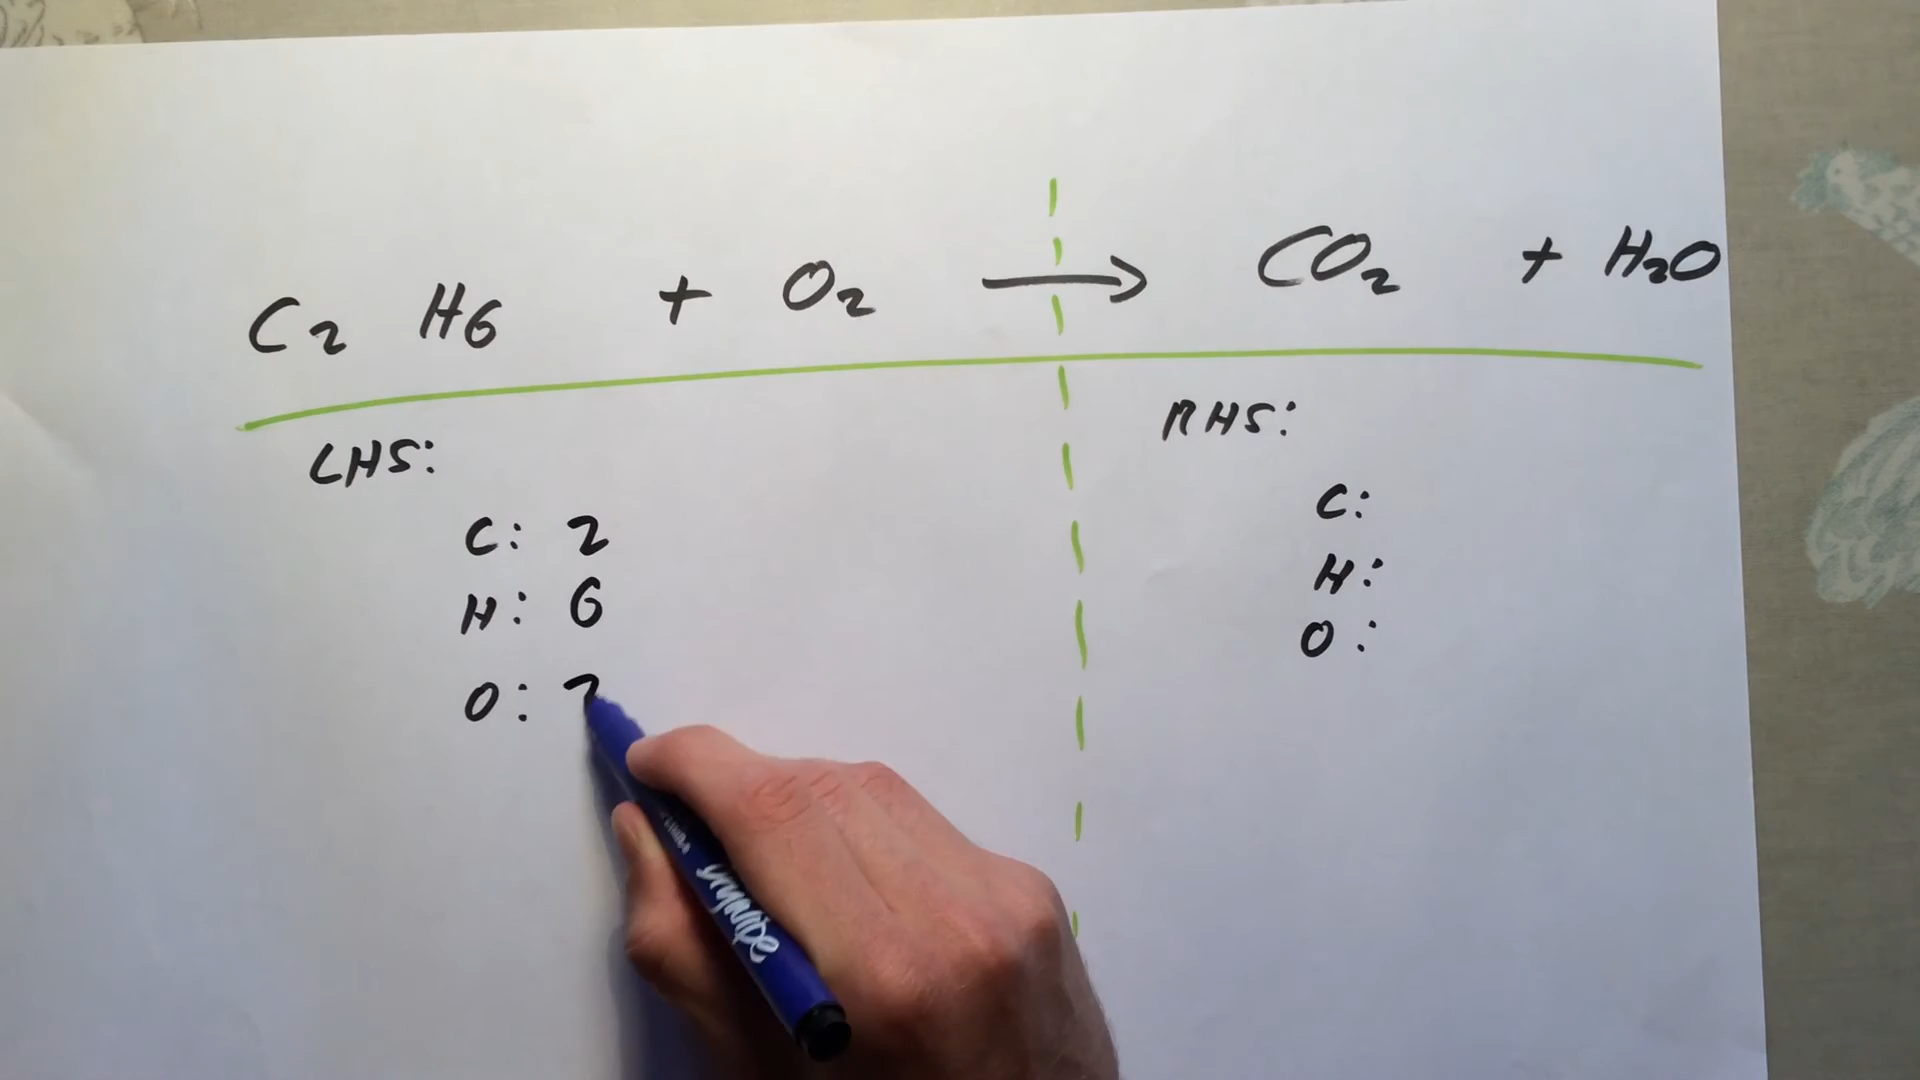 C2 H6 + O2 → CO2 + H2O
LHS:
RHS:
C: 2
H: 6
O: 2
C:
H:
O: